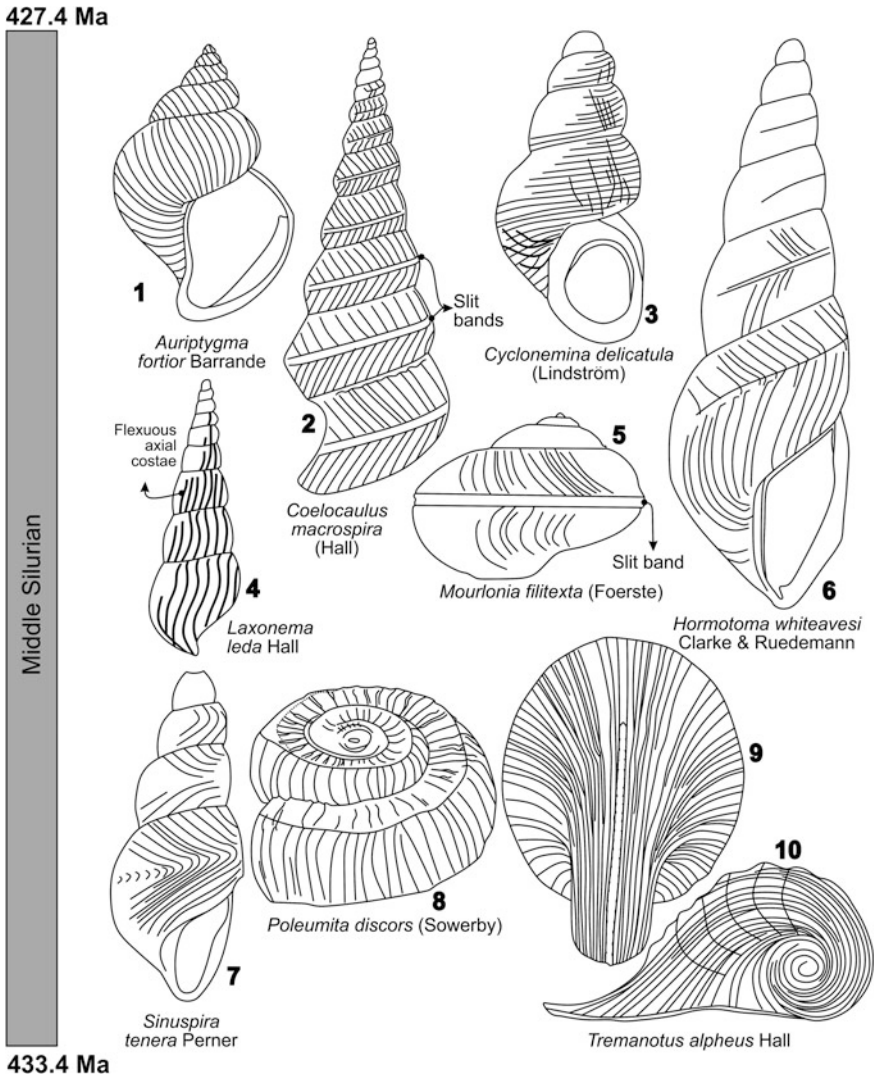 427.4 Ma
Middle Silurian
433.4 Ma
1
Auriptygma
fortior Barrande
2
Slit
bands
Coelocaulus
macrospira
(Hall)
3
Cyclonemina delicatula
(Lindström)
Flexuous
axial
costae
4
Laxonema
leda Hall
5
Slit band
Mourlonia filitexta (Foerste)
6
Hormotoma whiteavesi
Clarke & Ruedemann
7
Sinuspira
tenera Perner
8
Poleumita discors (Sowerby)
9
10
Tremanotus alpheus Hall